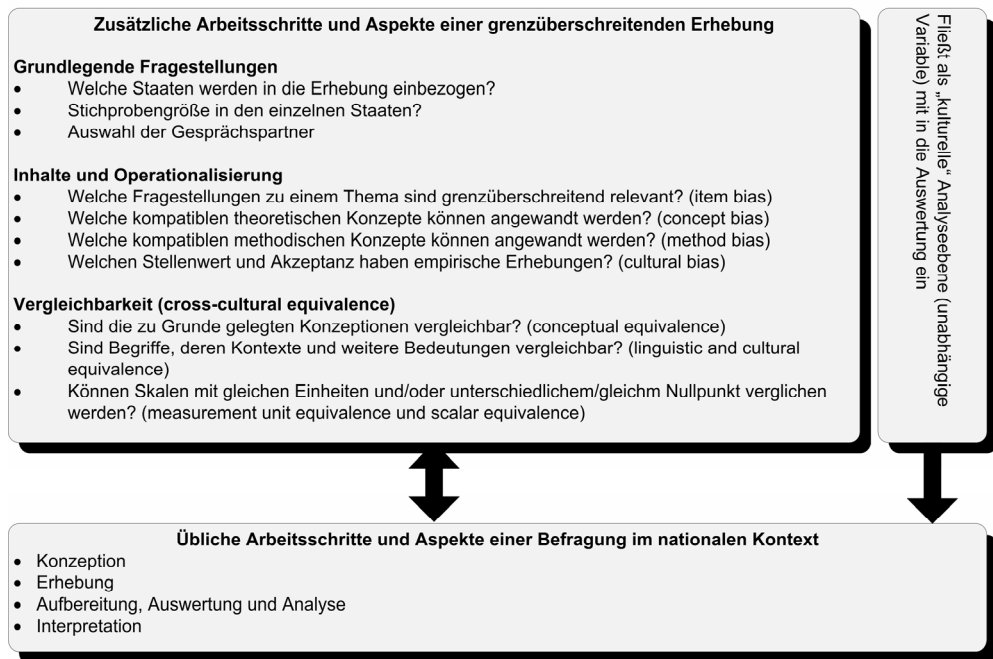 Zusätzliche Arbeitsschritte und Aspekte einer grenzüberschreitenden Erhebung
Grundlegende Fragestellungen
• Welche Staaten werden in die Erhebung einbezogen?
• Stichprobengröße in den einzelnen Staaten?
• Auswahl der Gesprächspartner
Inhalte und Operationalisierung
• Welche Fragestellungen zu einem Thema sind grenzüberschreitend relevant? (item bias)
• Welche kompatiblen theoretischen Konzepte können angewandt werden? (concept bias)
• Welche kompatiblen methodischen Konzepte können angewandt werden? (method bias)
• Welchen Stellenwert und Akzeptanz haben empirische Erhebungen? (cultural bias)
Vergleichbarkeit (cross-cultural equivalence)
• Sind die zu Grunde gelegten Konzeptionen vergleichbar? (conceptual equivalence)
• Sind Begriffe, deren Kontexte und weitere Bedeutungen vergleichbar? (linguistic and cultural
equivalence)
• Können Skalen mit gleichen Einheiten und/oder unterschiedlichem/gleichm Nullpunkt verglichen
werden? (measurement unit equivalence und scalar equivalence)
Fließt als „kulturelle“ Analyseebene (unabhängige
Variable) mit in die Auswertung ein
Übliche Arbeitsschritte und Aspekte einer Befragung im nationalen Kontext
• Konzeption
• Erhebung
• Aufbereitung, Auswertung und Analyse
• Interpretation